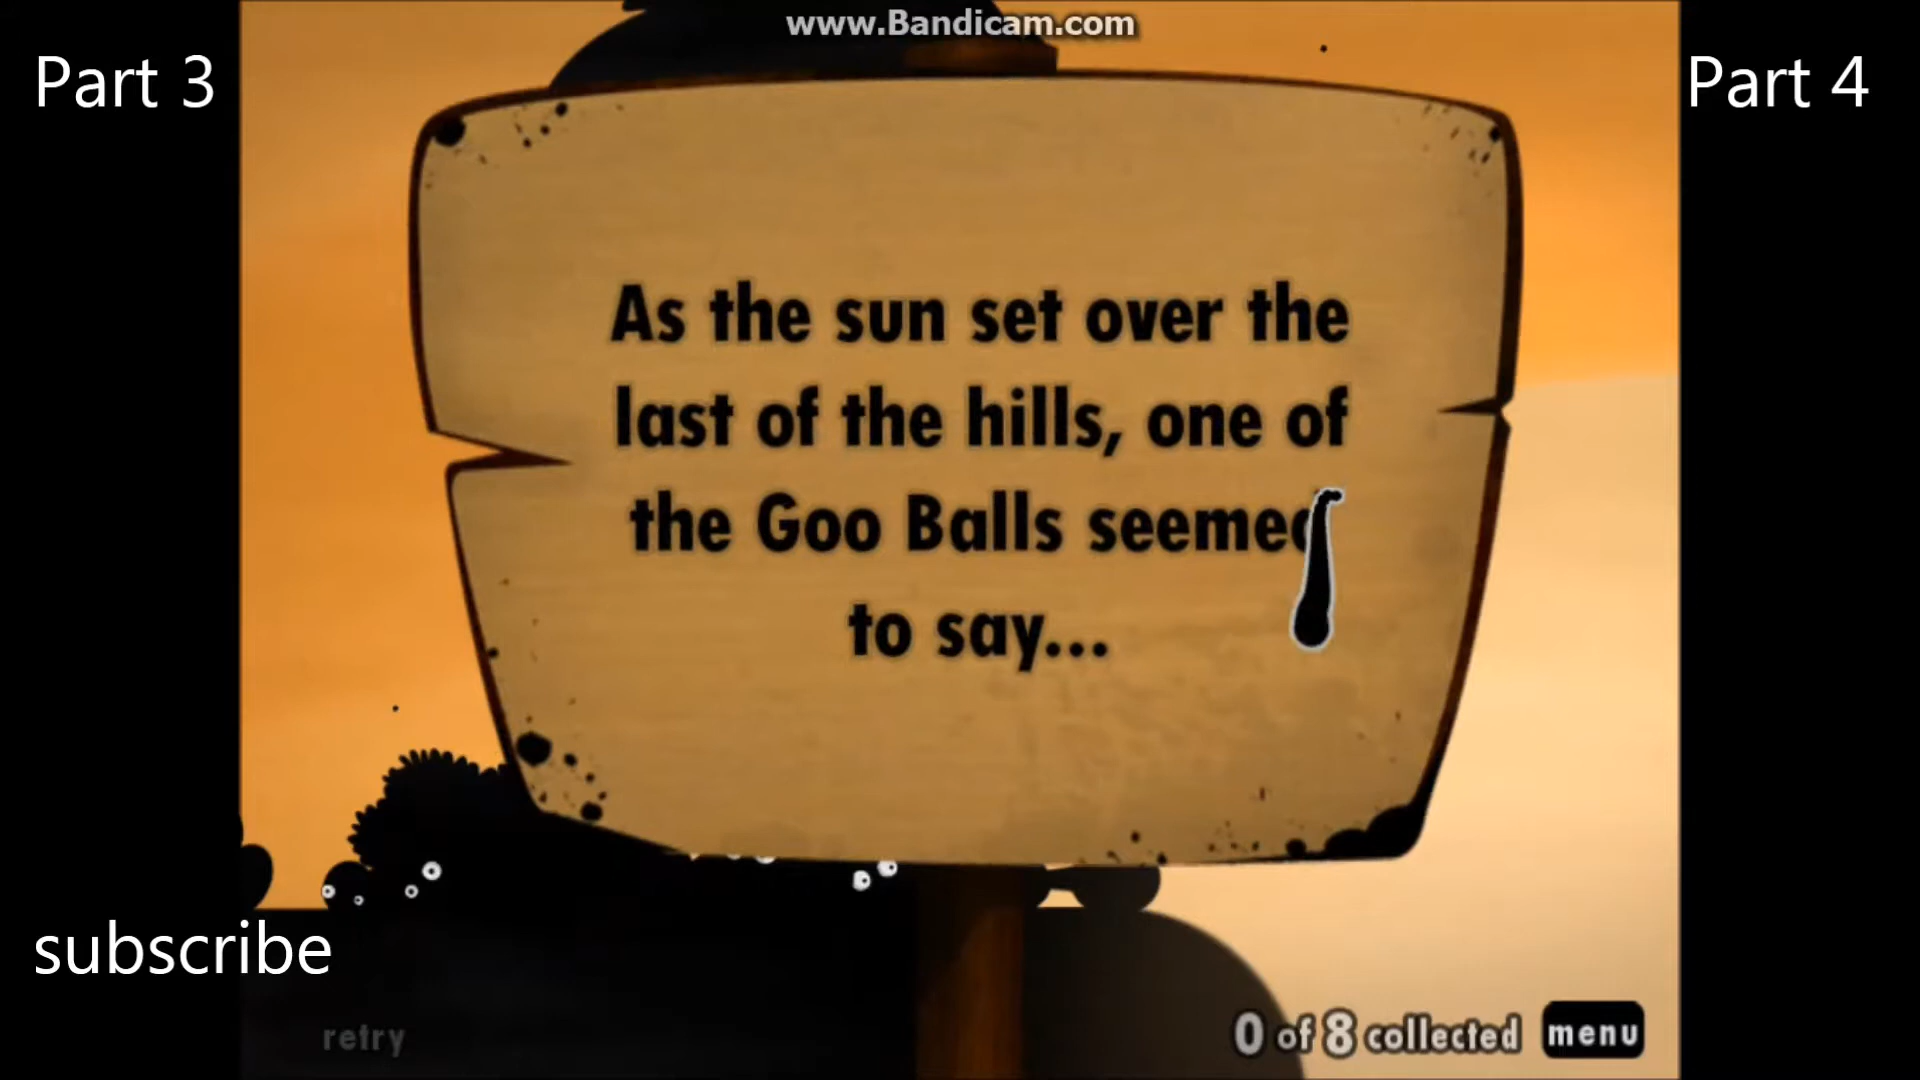 www.Bandicam.com
Part 3
Part 4
As the sun set over the
last of the hills, one of
the Goo Balls seemed
to say...
subscribe
retry
0 of 8 collected
menu